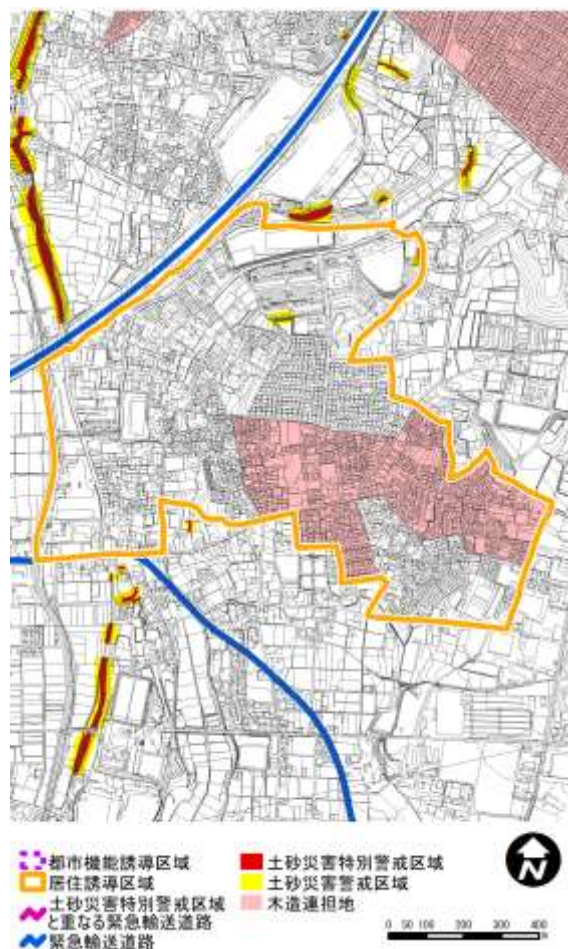 都市機能誘導区域
居住誘導区域
土砂災害特別警戒区域
と重なる緊急輸送道路
緊急輸送道路
土砂災害特別警戒区域
土砂災害警戒区域
木造連担地
N
0 50 100 200 300 400